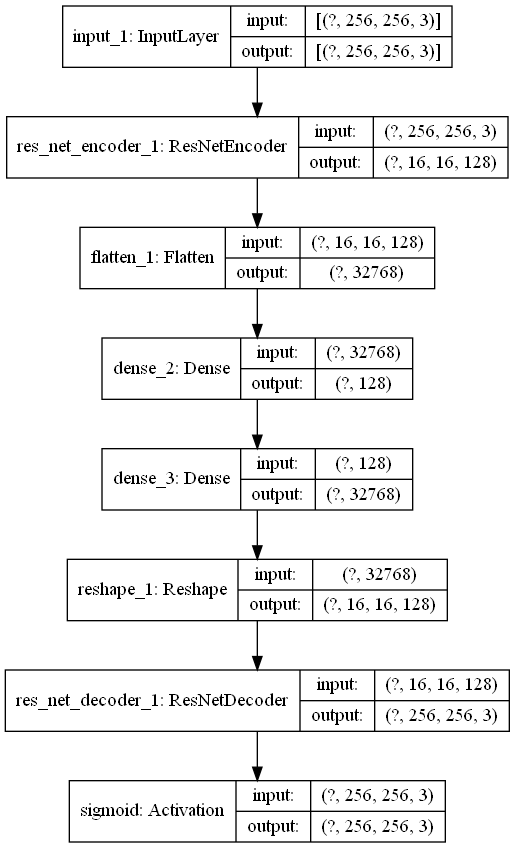 input_1: InputLayer
input:
[(?, 256, 256, 3)]
output:
[(?, 256, 256, 3)]
res_net_encoder_1: ResNetEncoder
input:
(?, 256, 256, 3)
output:
(?, 16, 16, 128)
flatten_1: Flatten
input:
(?, 16, 16, 128)
output:
(?, 32768)
dense_2: Dense
input:
(?, 32768)
output:
(?, 128)
dense_3: Dense
input:
(?, 128)
output:
(?, 32768)
reshape_1: Reshape
input:
(?, 32768)
output:
(?, 16, 16, 128)
res_net_decoder_1: ResNetDecoder
input:
(?, 16, 16, 128)
output:
(?, 256, 256, 3)
sigmoid: Activation
input:
(?, 256, 256, 3)
output:
(?, 256, 256, 3)